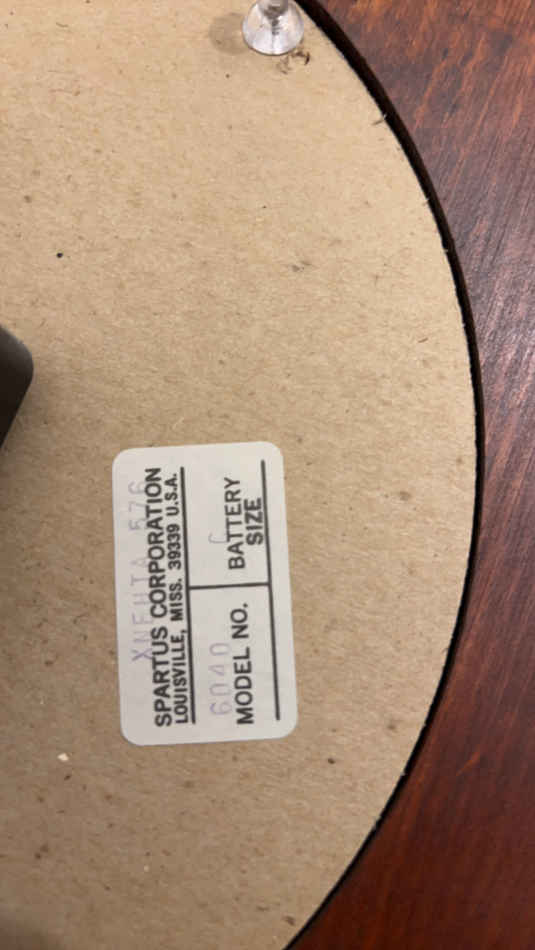 SPARTUS CORPORATION
LOUISVILLE, MISS. 39339 U.S.A.
6040 C
MODEL NO. BATTERY SIZE